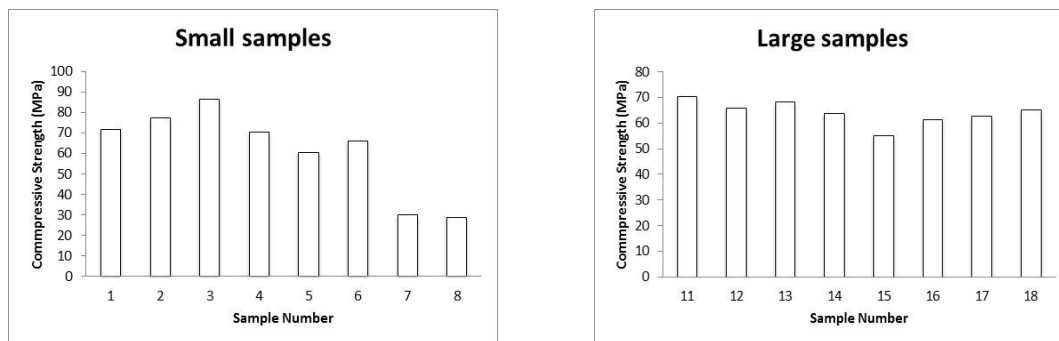 Small samples
Commpressive Strength (MPa)
100
90
80
70
60
50
40
30
20
10
0
1 2 3 4 5 6 7 8
Sample Number
Large samples
Commpressive Strength (MPa)
80
70
60
50
40
30
20
10
0
11 12 13 14 15 16 17 18
Sample Number